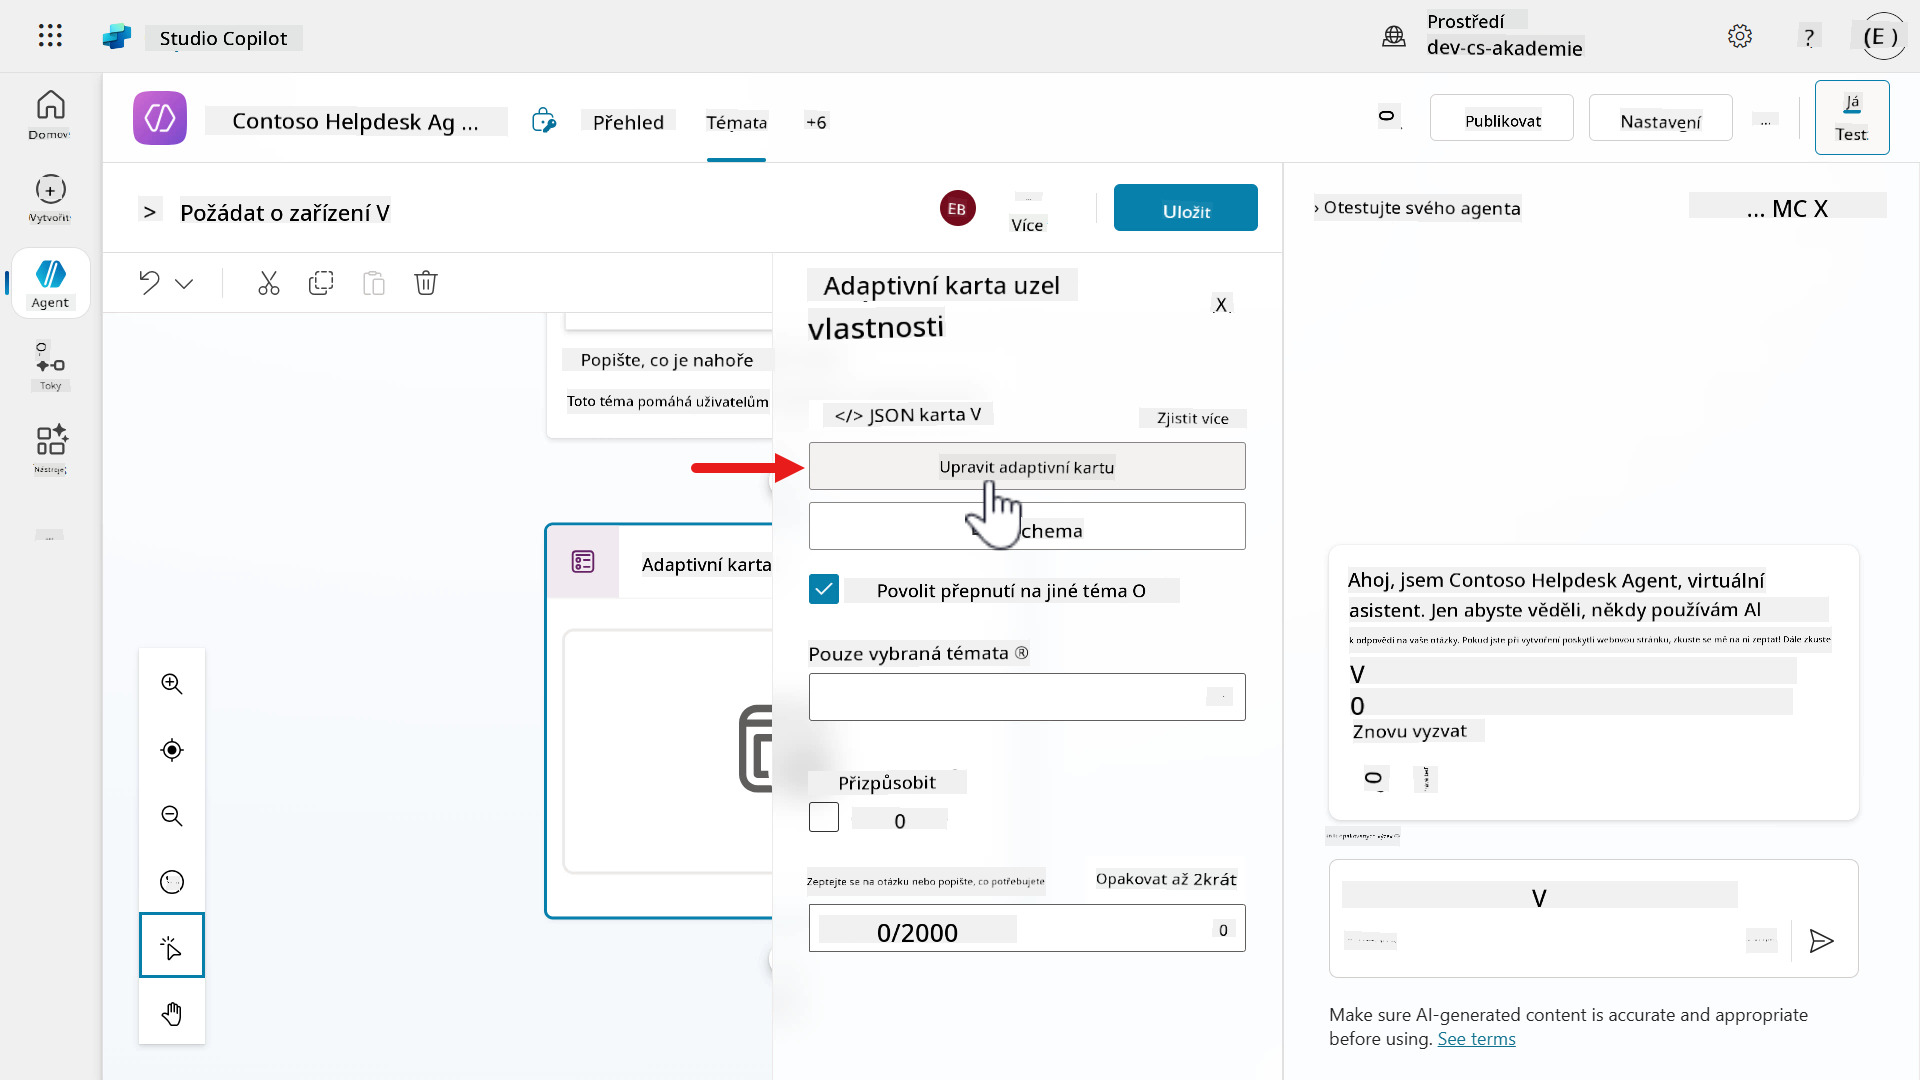 Studio Copilot
Prostředí
dev-cs-akademie
?
(E )
Domov
Vytvořit
Agent
Toky
Nástroje
Contoso Helpdesk Ag ...
Přehled
Témata
+6
Publikovat
Nastavení
...
Já
Test
> Požádat o zařízení V
EB
...
Více
Uložit
Popište, co je nahoře
Toto téma pomáhá uživatelům
Adaptivní karta
Adaptivní karta uzel
vlastnosti
X
</> JSON karta V
Zjistit více
Upravit adaptivní kartu
chema
Povolit přepnutí na jiné téma O
Pouze vybraná témata ®
Přizpůsobit
0
Zeptejte se na otázku nebo popište, co potřebujete
Opakovat až 2krát
0/2000
0
› Otestujte svého agenta
... MC X
Ahoj, jsem Contoso Helpdesk Agent, virtuální
asistent. Jen abyste věděli, někdy používám AI
k odpovědi na vaše otázky. Pokud jste při vytvoření poskytli webovou stránku, zkuste se mě na ni zeptat! Dále zkuste
V
0
Znovu vyzvat
V
Make sure AI-generated content is accurate and appropriate
before using. See terms